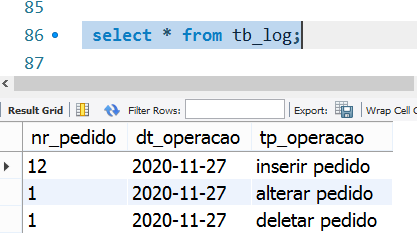 85
86 select * from tb_log;
87
Result Grid Filter Rows: Export: Wrap Cell C
nr_pedido dt_operacao tp_operacao
12 2020-11-27 inserir pedido
1 2020-11-27 alterar pedido
1 2020-11-27 deletar pedido